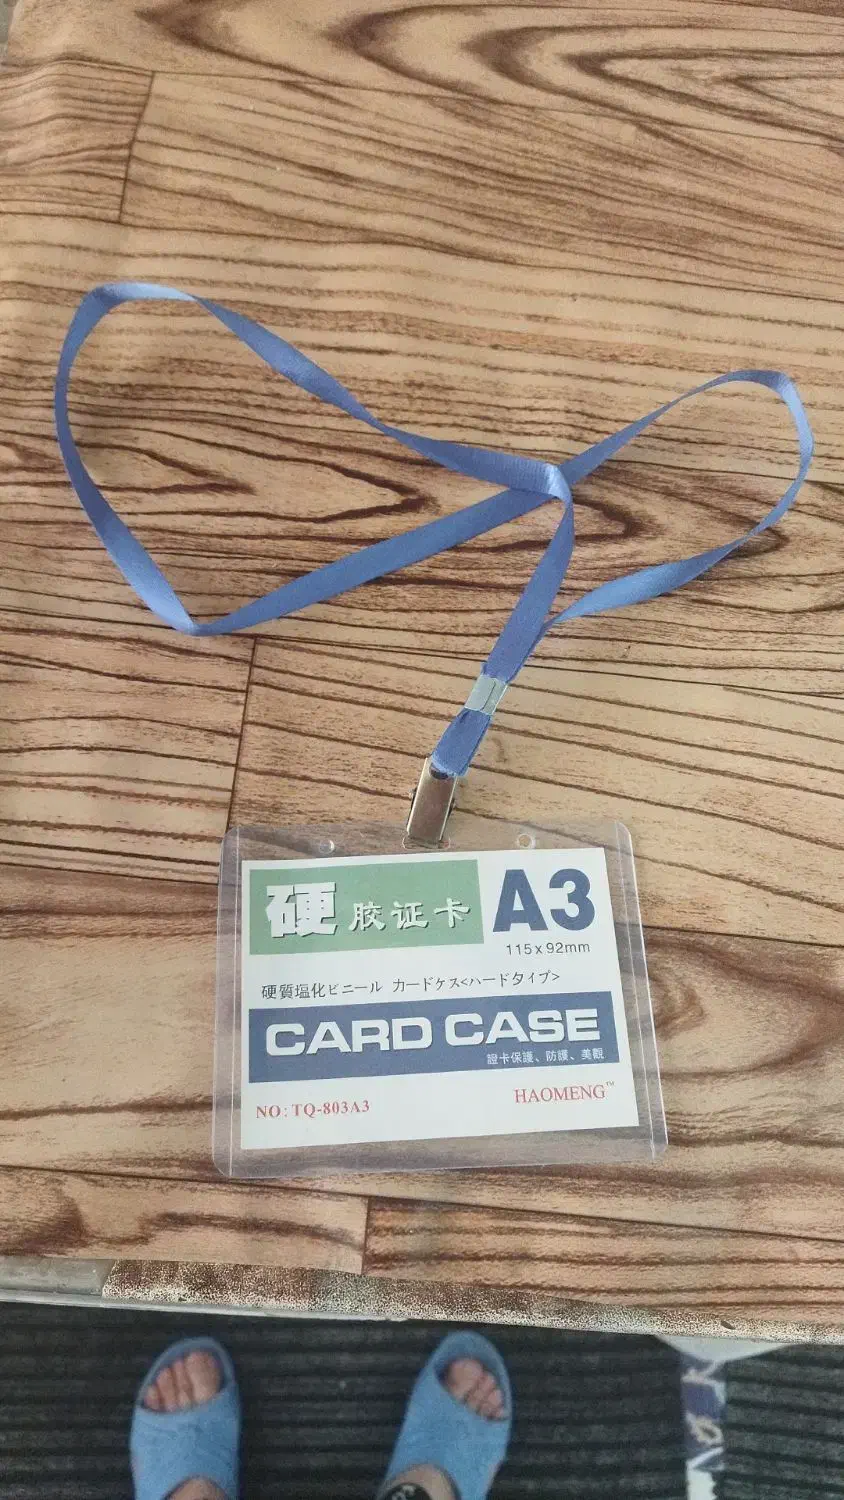 硬胶证卡
A3
115x92mm
硬質塩化ビニール カードケス<ハードタイプ>
CARD CASE
證卡保護、防護、美觀
NO: TQ-803A3
HAOMENG™